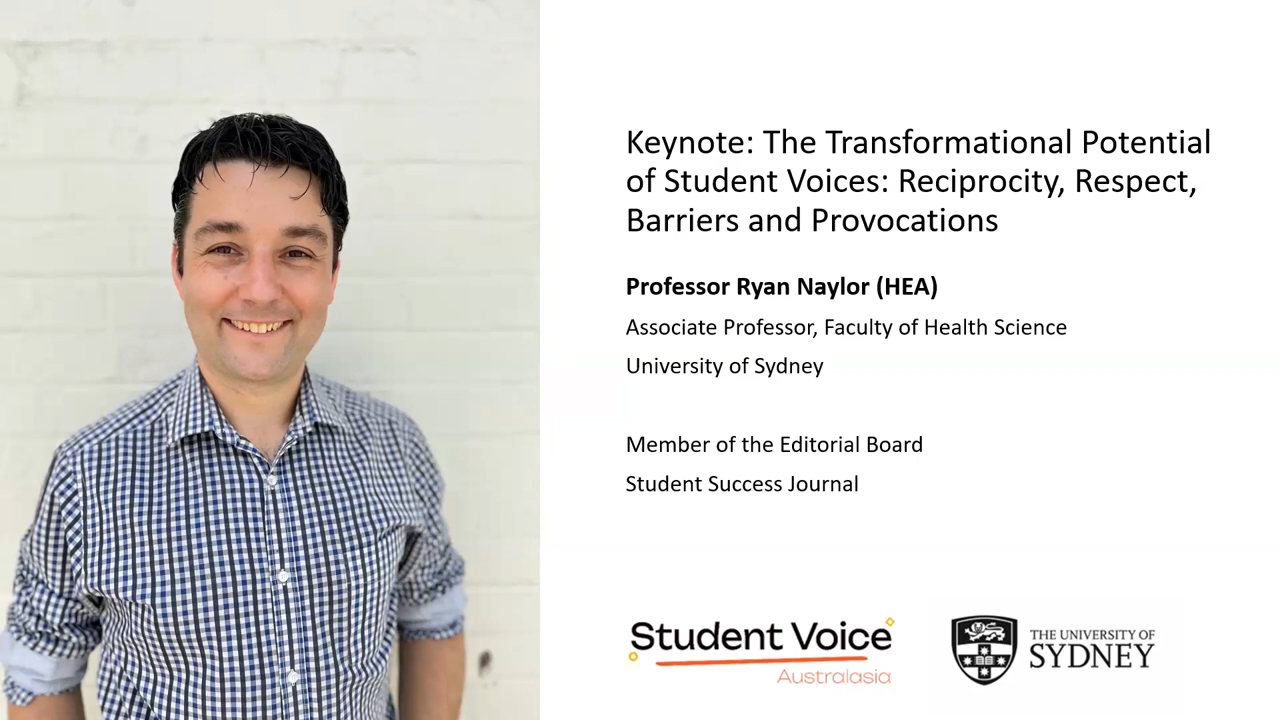 Keynote: The Transformational Potential
of Student Voices: Reciprocity, Respect,
Barriers and Provocations
Professor Ryan Naylor (HEA)
Associate Professor, Faculty of Health Science
University of Sydney
Member of the Editorial Board
Student Success Journal
Student Voice
Australasia
THE UNIVERSITY OF
SYDNEY